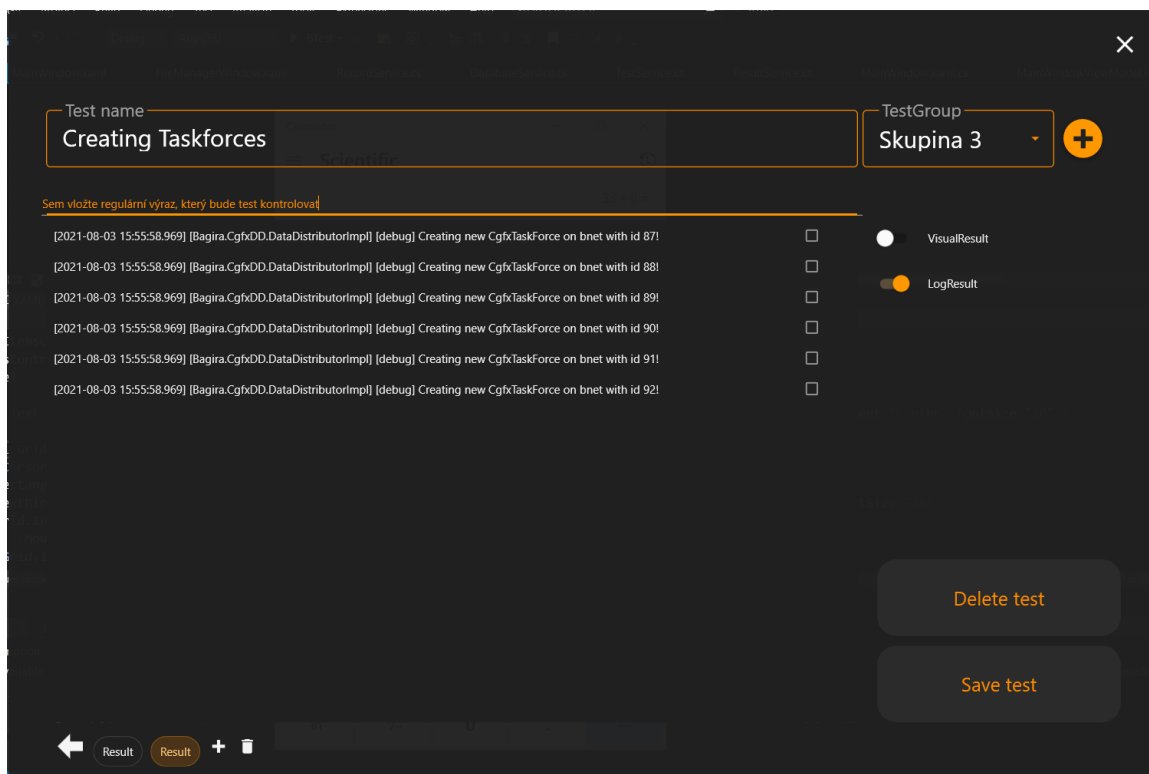 Test name
Creating Taskforces
TestGroup
Skupina 3
Scientific
Sem vložte regulární výraz, který bude test kontrolovat
[2021-08-03 15:55:58.969] [Bagira.CgfxDD.DataDistributorImpl] [debug] Creating new CgfxTaskForce on bnet with id 87!
[2021-08-03 15:55:58.969] [Bagira.CgfxDD.DataDistributorImpl] [debug] Creating new CgfxTaskForce on bnet with id 88!
[2021-08-03 15:55:58.969] [Bagira.CgfxDD.DataDistributorImpl] [debug] Creating new CgfxTaskForce on bnet with id 89!
[2021-08-03 15:55:58.969] [Bagira.CgfxDD.DataDistributorImpl] [debug] Creating new CgfxTaskForce on bnet with id 90!
[2021-08-03 15:55:58.969] [Bagira.CgfxDD.DataDistributorImpl] [debug] Creating new CgfxTaskForce on bnet with id 91!
[2021-08-03 15:55:58.969] [Bagira.CgfxDD.DataDistributorImpl] [debug] Creating new CgfxTaskForce on bnet with id 92!
VisualResult
LogResult
Delete test
Save test
Result
Result